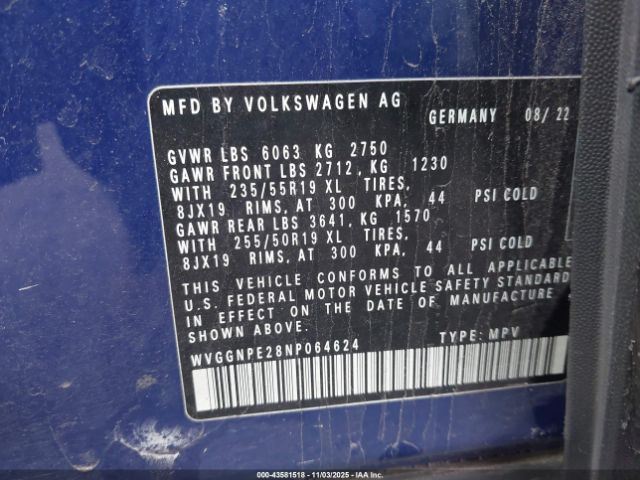 MFD BY VOLKSWAGEN AG
GERMANY 08/22
GVWR LBS 6063 KG 2750
GAWR FRONT LBS 2712, KG 1230
WITH 235/55R19 XL TIRES,
8JX19 RIMS, AT 300 KPA, 44 PSI COLD
GAWR REAR LBS 3641, KG 1570
WITH 255/50R19 XL TIRES,
8JX19 RIMS, AT 300 KPA, 44 PSI COLD
THIS VEHICLE CONFORMS TO ALL APPLICABLE
U.S. FEDERAL MOTOR VEHICLE SAFETY STANDARD
IN EFFECT ON THE DATE OF MANUFACTURE
SHOWN ABOVE.
WVGGNPE28NP064624 TYPE: MPV
000-43581518 - 11/03/2025 - IAAI.com